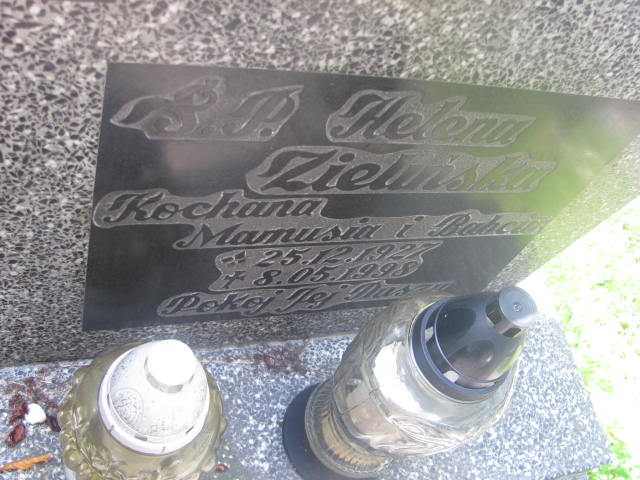 Ś.P. Helena
Zielińska
Kochana
Mamusia i Babcia
* 25.12.1927
+ 8.05.1998
Pokój Jej Duszy